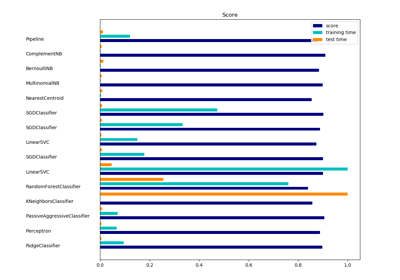 Score
score
training time
test time
Pipeline
ComplementNB
BernoulliNB
MultinomialNB
NearestCentroid
SGDClassifier
SGDClassifier
LinearSVC
SGDClassifier
LinearSVC
RandomForestClassifier
KNeighborsClassifier
PassiveAggressiveClassifier
Perceptron
RidgeClassifier
0.0 0.2 0.4 0.6 0.8 1.0